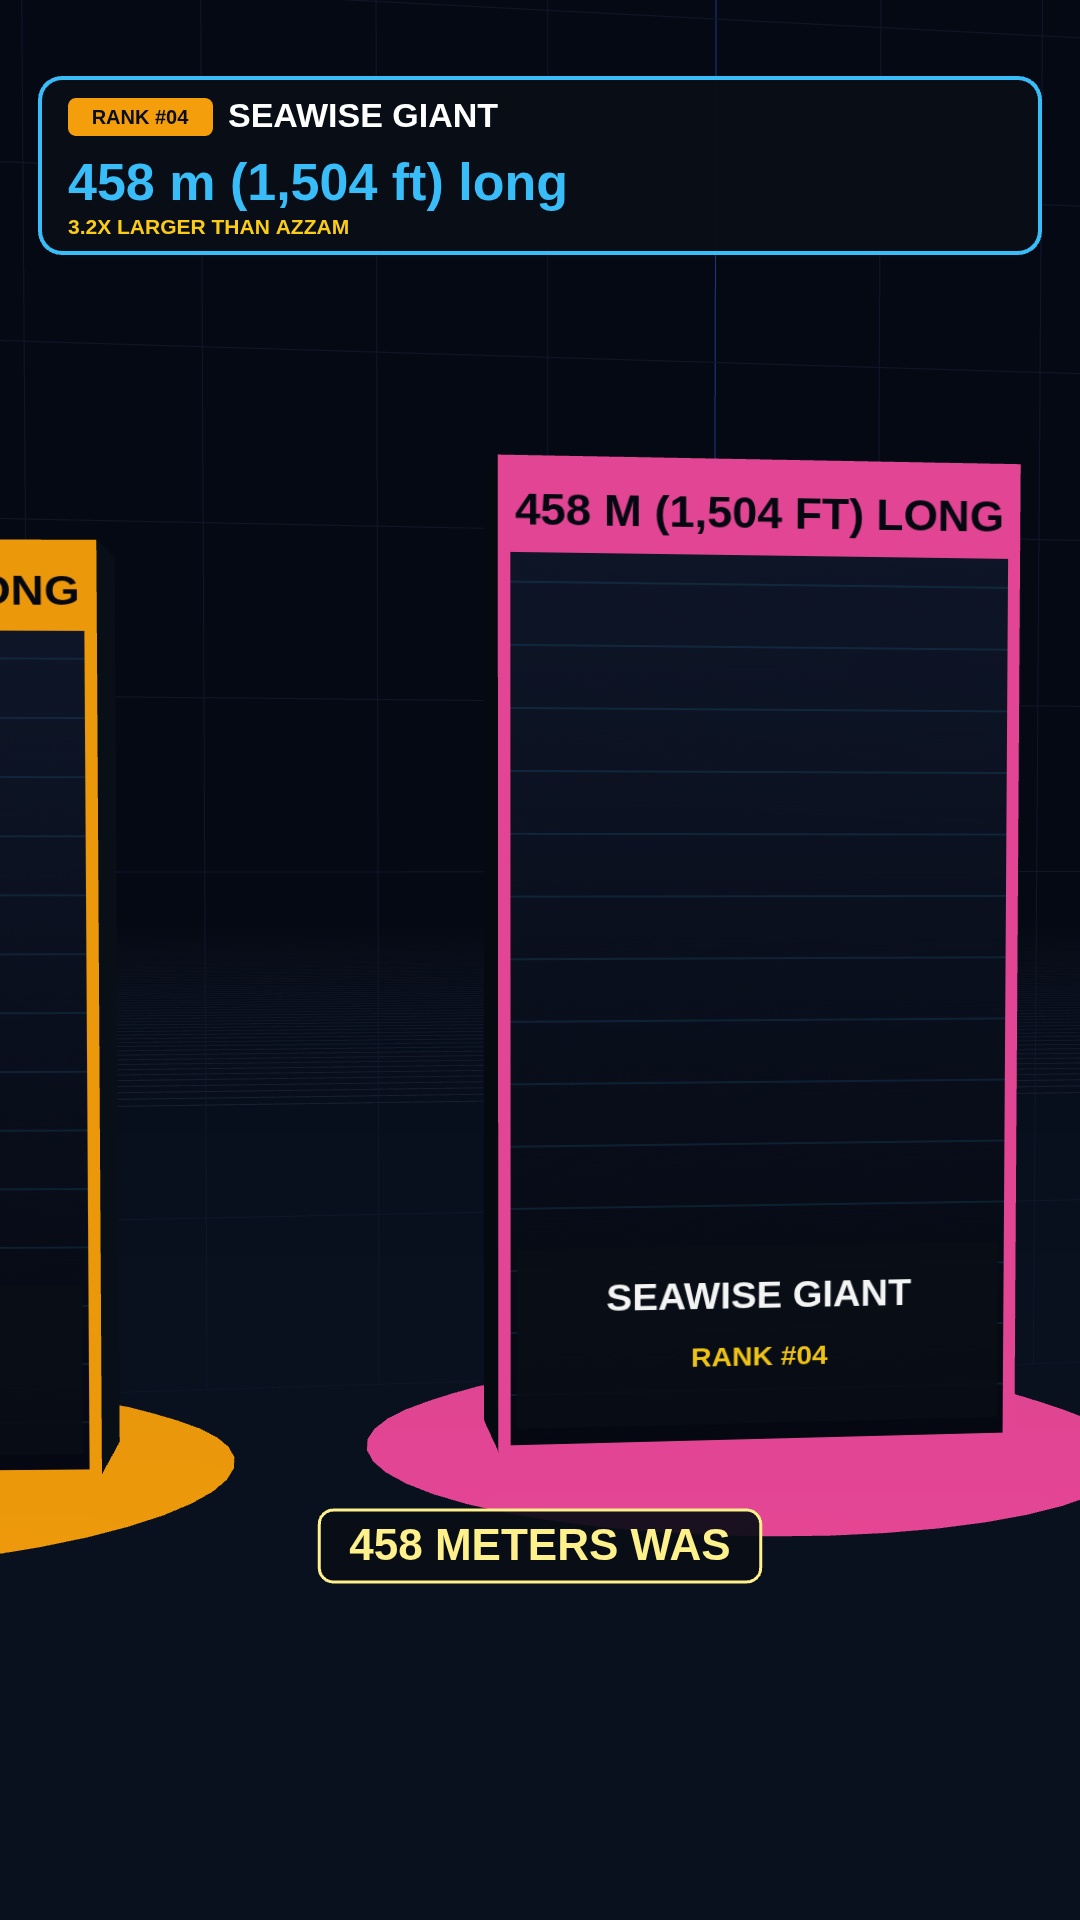 RANK #04 SEAWISE GIANT
458 m (1,504 ft) long
3.2X LARGER THAN AZZAM
458 M (1,504 FT) LONG
SEAWISE GIANT
RANK #04
458 METERS WAS